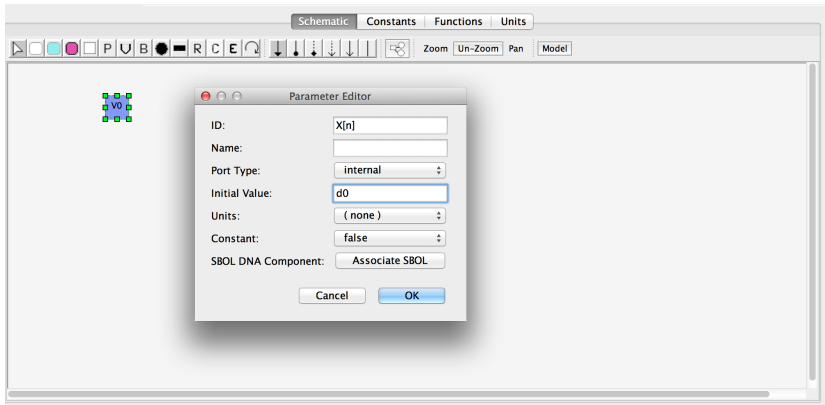 Schematic Constants Functions Units
P V B R C E Zoom Un-Zoom Pan Model
V0
Parameter Editor
ID: X[n]
Name:
Port Type: internal
Initial Value: d0
Units: ( none )
Constant: false
SBOL DNA Component: Associate SBOL
Cancel OK